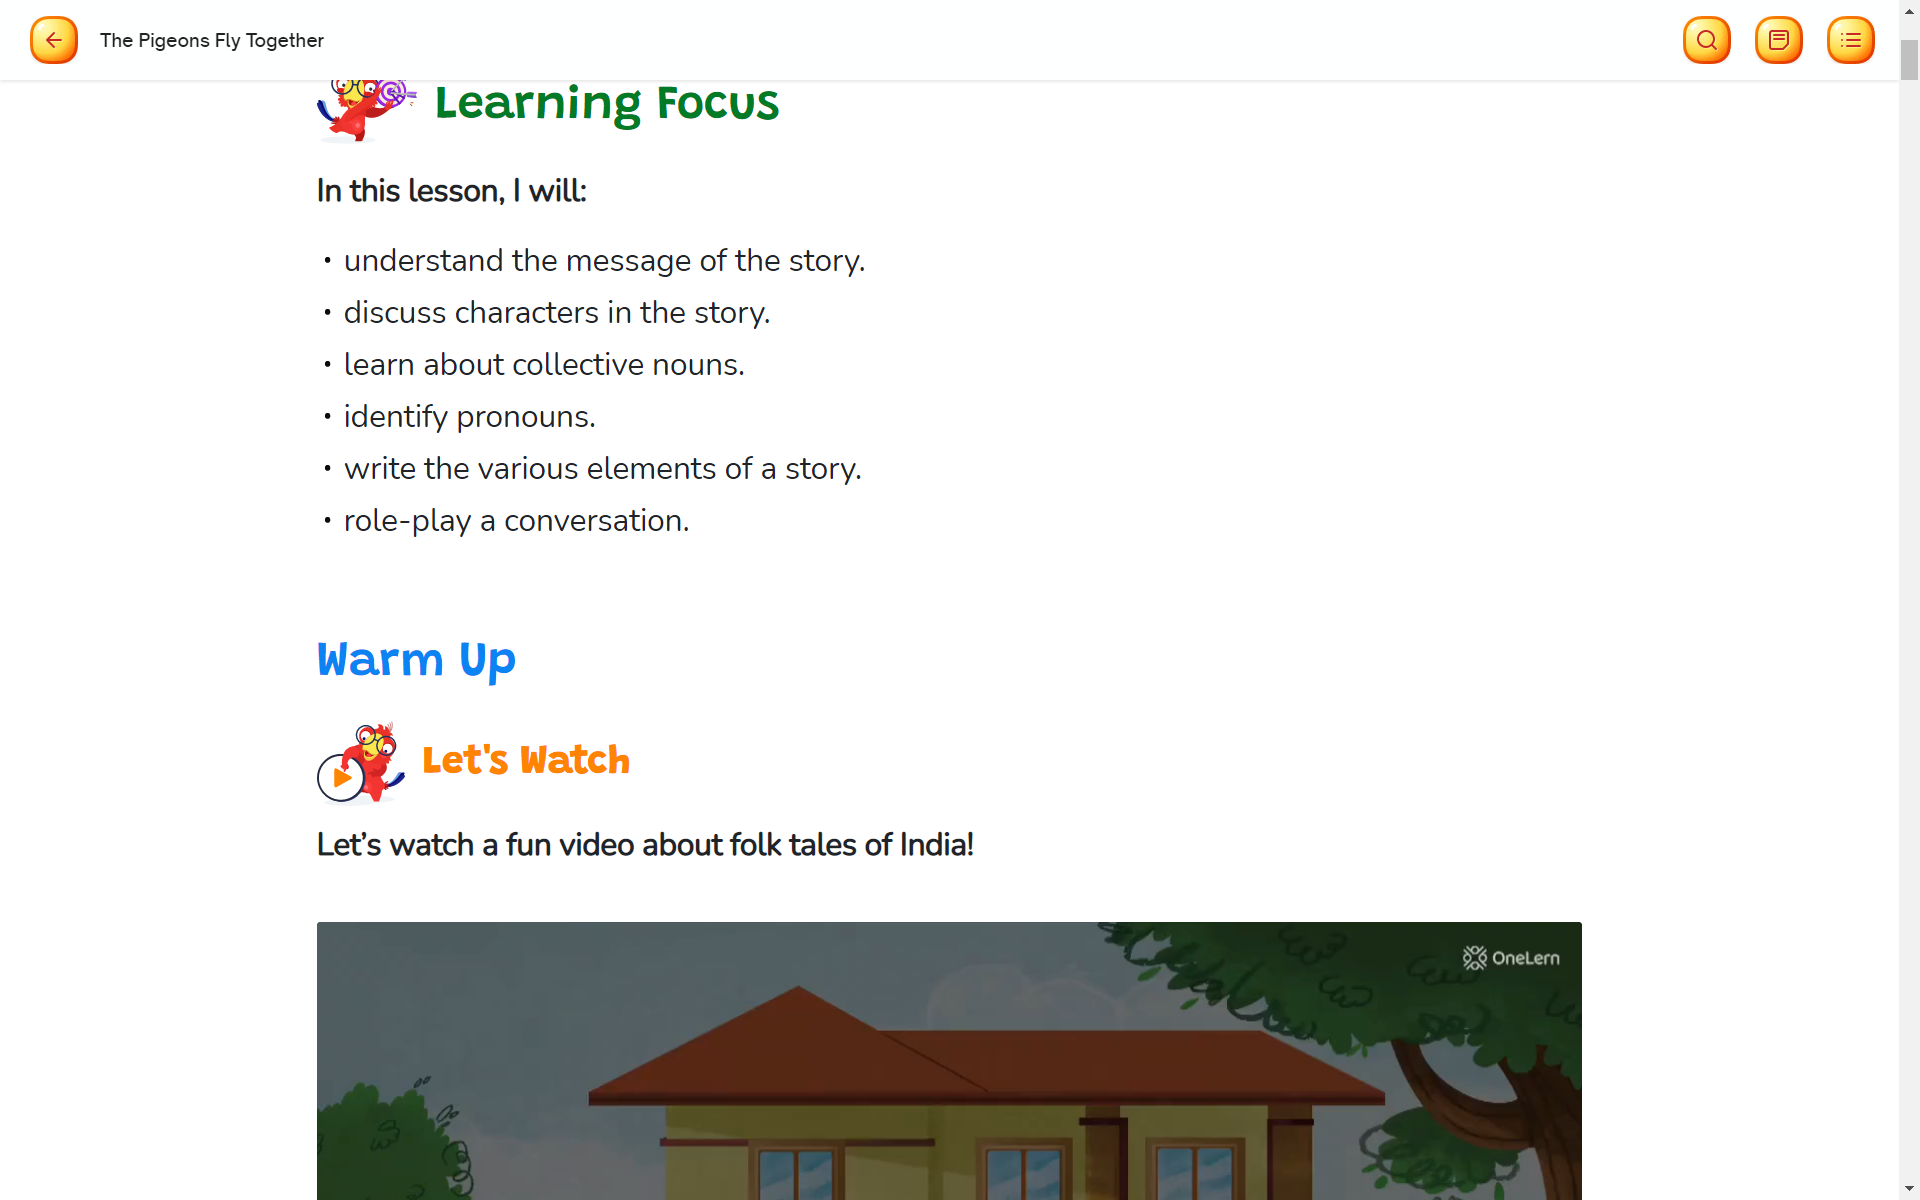 The Pigeons Fly Together
Learning Focus
In this lesson, I will:
• understand the message of the story.
• discuss characters in the story.
• learn about collective nouns.
• identify pronouns.
• write the various elements of a story.
• role-play a conversation.
Warm Up
Let's Watch
Let’s watch a fun video about folk tales of India!
OneLern